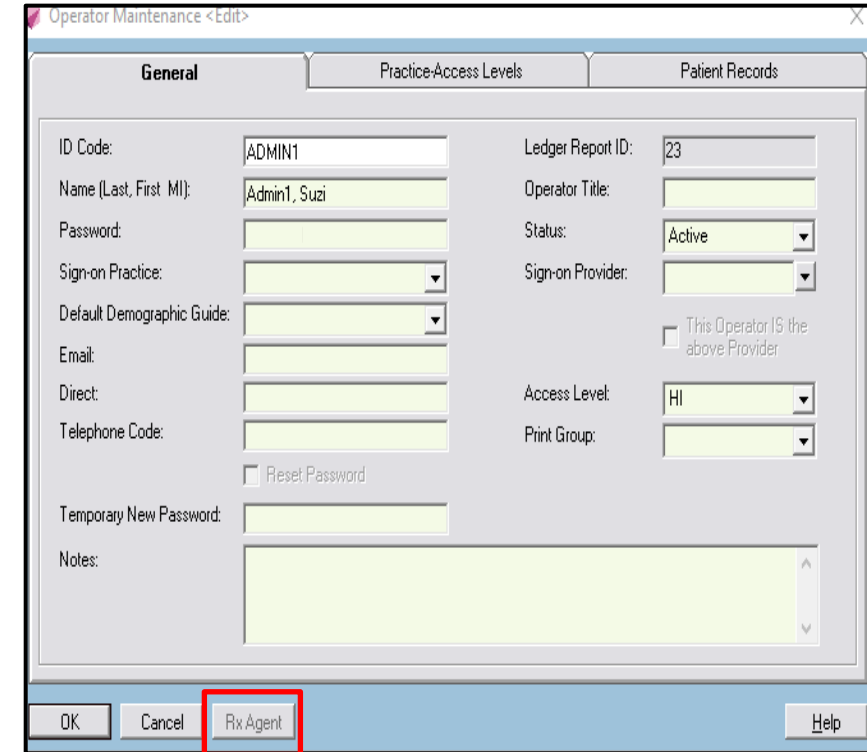 Operator Maintenance <Edit>
General Practice-Access Levels Patient Records
ID Code: ADMIN1 Ledger Report ID: 23
Name (Last, First MI): Admin1, Suzi Operator Title:
Password: Status: Active
Sign-on Practice: Sign-on Provider:
Default Demographic Guide: This Operator IS the
above Provider
Email:
Direct: Access Level: HI
Telephone Code: Print Group:
Reset Password
Temporary New Password:
Notes:
OK Cancel Rx Agent Help